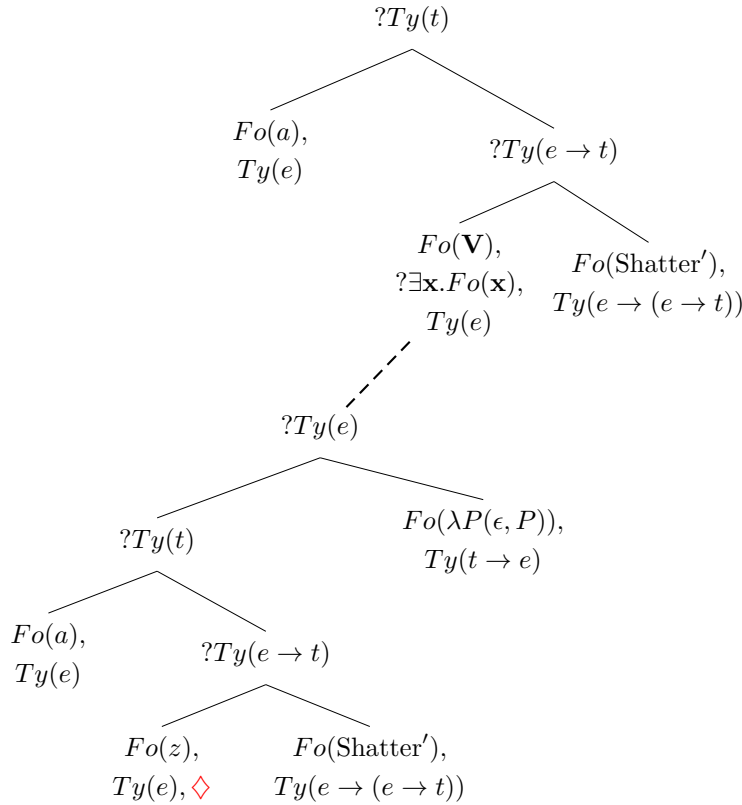 ?Ty(t)
Fo(a),
Ty(e)
?Ty(e → t)
Fo(𝐕),
?∃𝐱.Fo(𝐱),
Ty(e)
Fo(Shatter′),
Ty(e → (e → t))
?Ty(e)
?Ty(t)
Fo(λP(ϵ, P)),
Ty(t → e)
Fo(a),
Ty(e)
?Ty(e → t)
Fo(z),
Ty(e), ♢
Fo(Shatter′),
Ty(e → (e → t))